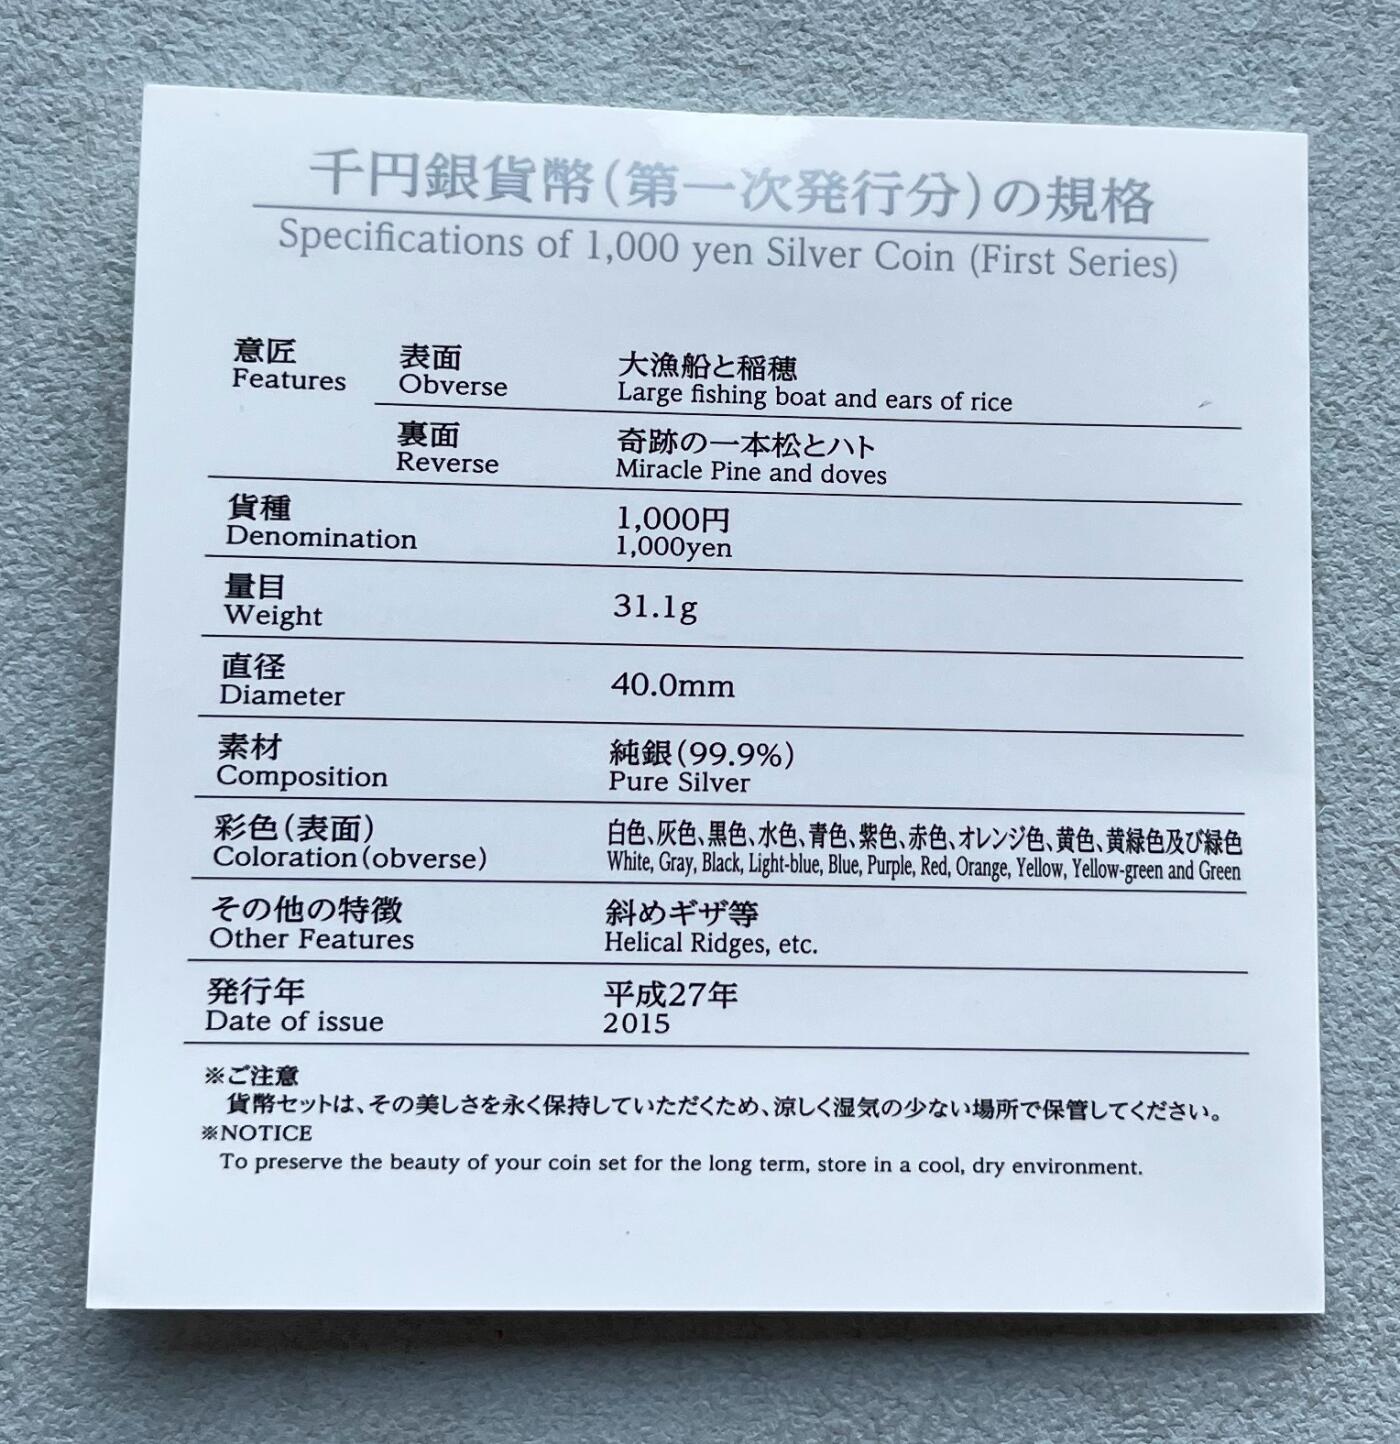 千円銀貨幣(第一次発行分)の規格
Specifications of 1,000 yen Silver Coin (First Series)
意匠
Features
表面
Obverse
大漁船と稲穂
Large fishing boat and ears of rice
裏面
Reverse
奇跡の一本松とハト
Miracle Pine and doves
貨種
Denomination
1,000円
1,000yen
量目
Weight
31.1g
直径
Diameter
40.0mm
素材
Composition
純銀(99.9%)
Pure Silver
彩色(表面)
Coloration(obverse)
白色、灰色、黒色、水色、青色、紫色、赤色、オレンジ色、黄色、黄緑色及び緑色
White, Gray, Black, Light-blue, Blue, Purple, Red, Orange, Yellow, Yellow-green and Green
その他の特徴
Other Features
斜めギザ等
Helical Ridges, etc.
発行年
Date of issue
平成27年
2015
※ご注意
貨幣セットは、その美しさを永く保持していただくため、涼しく湿気の少ない場所で保管してください。
※NOTICE
To preserve the beauty of your coin set for the long term, store in a cool, dry environment.